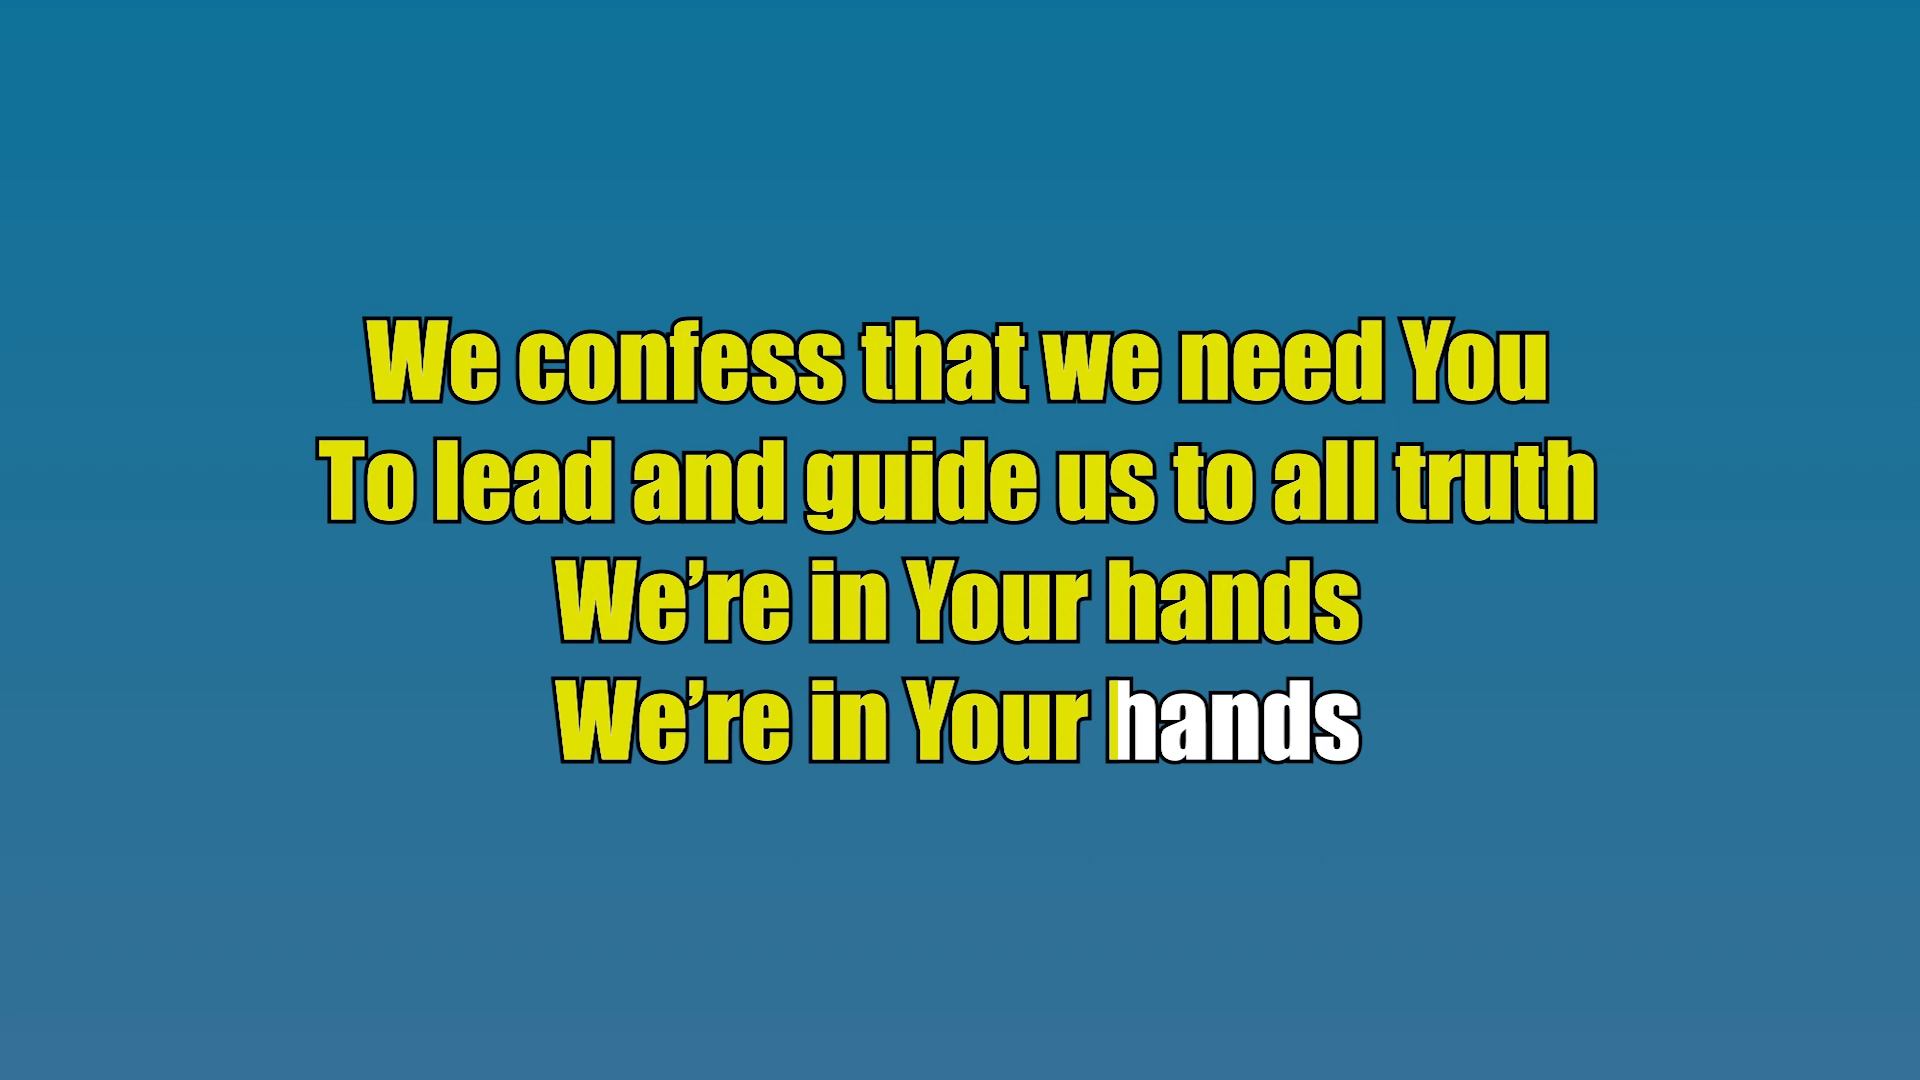 We confess that we need You
To lead and guide us to all truth
We’re in Your hands
We’re in Your hands